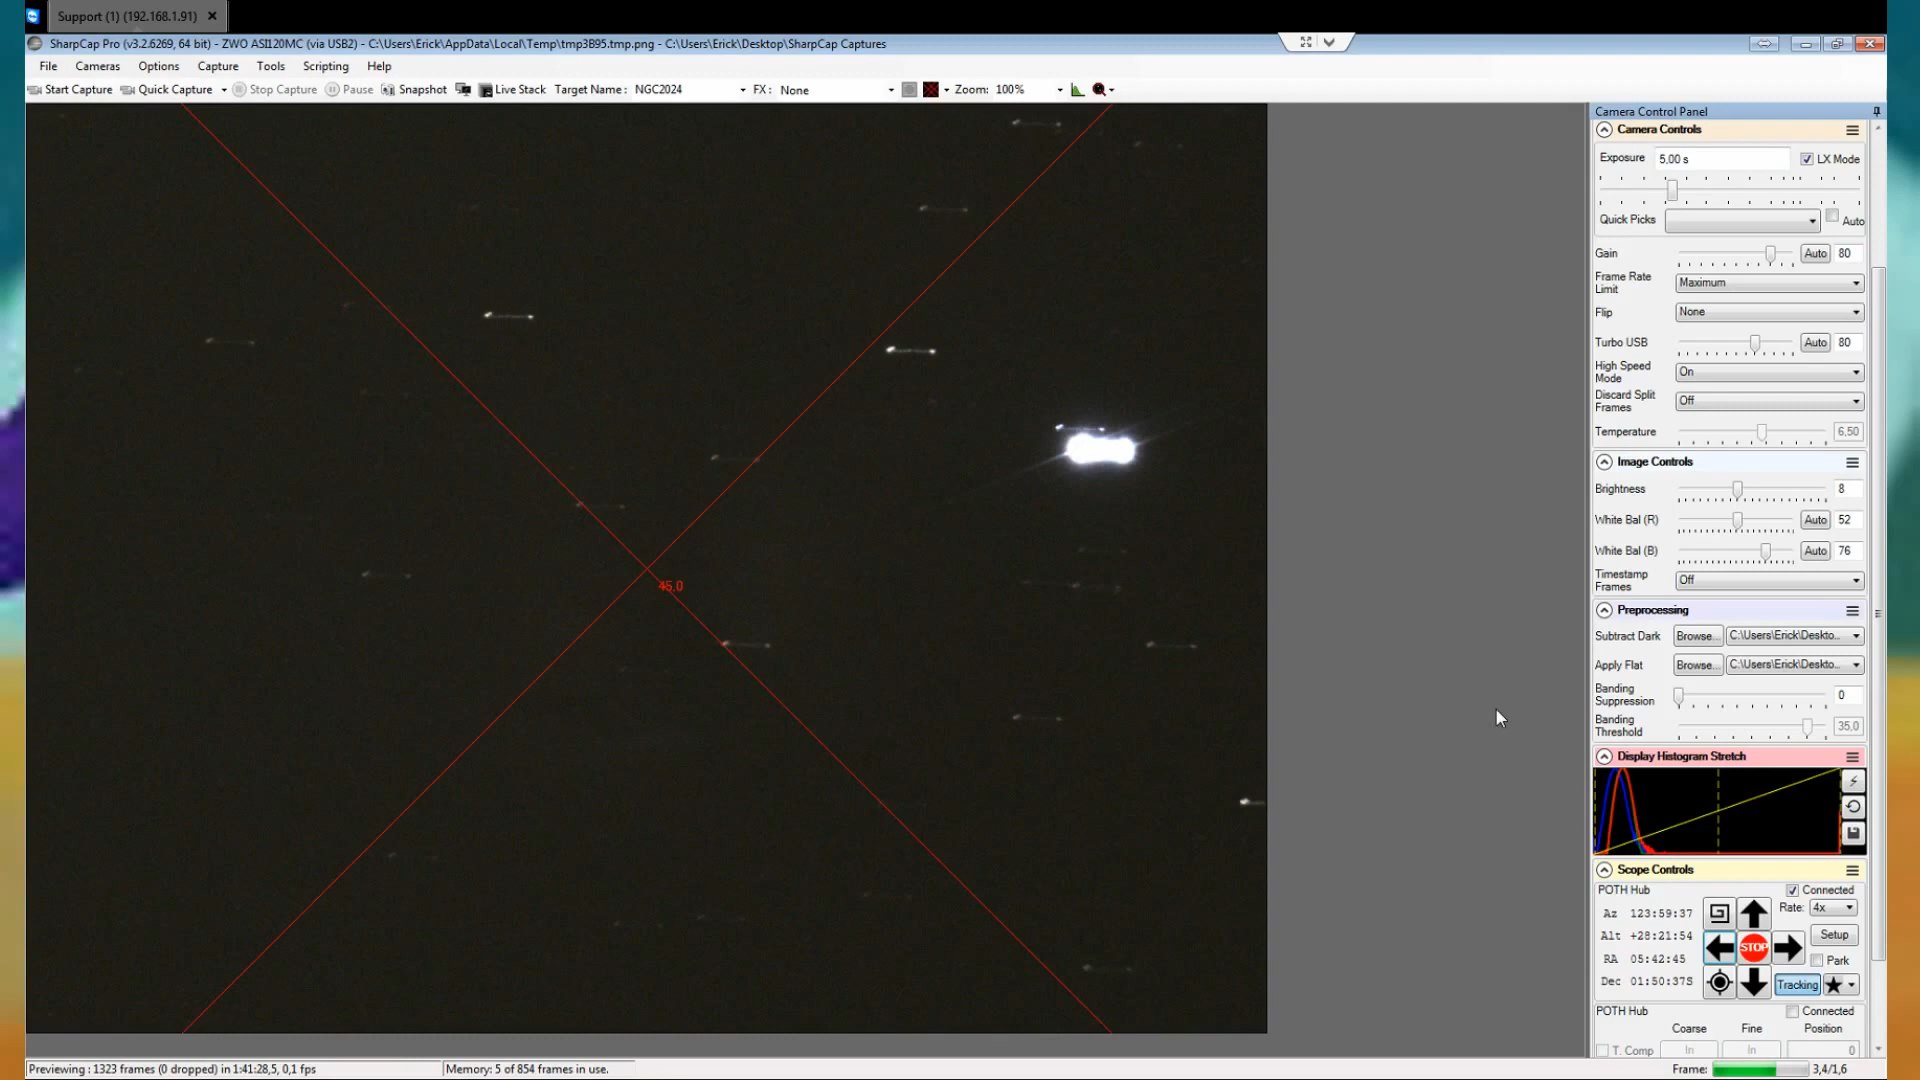 Support (1) (192.168.1.91)
SharpCap Pro (v3.2.6269, 64 bit) - ZWO ASI120MC (via USB2) - C:\Users\Erick\AppData\Local\Temp\tmp3B95.tmp.png - C:\Users\Erick\Desktop\SharpCap Captures
File Cameras Options Capture Tools Scripting Help
Start Capture Quick Capture Stop Capture Pause Snapshot Live Stack Target Name : NGC2024 FX : None Zoom: 100%
Camera Control Panel
Camera Controls
Exposure 5,00 s LX Mode
Quick Picks Auto
Gain Auto 80
Frame Rate Limit Maximum
Flip None
Turbo USB Auto 80
High Speed Mode On
Discard Split Frames Off
Temperature 6,50
Image Controls
Brightness 8
White Bal (R) Auto 52
White Bal (B) Auto 76
Timestamp Frames Off
Preprocessing
Subtract Dark Browse... C:\Users\Erick\Deskto...
Apply Flat Browse... C:\Users\Erick\Deskto...
Banding Suppression 0
Banding Threshold 35,0
Display Histogram Stretch
Scope Controls
POTH Hub Connected
Az 123:59:37 Rate: 4x
Alt +28:21:54 STOP Setup
RA 05:42:45 Park
Dec 01:50:37S Tracking
POTH Hub Connected
Coarse Fine Position
T. Comp In In 0
45,0
Previewing : 1323 frames (0 dropped) in 1:41:28,5, 0,1 fps Memory: 5 of 854 frames in use. Frame: 3,4/1,6